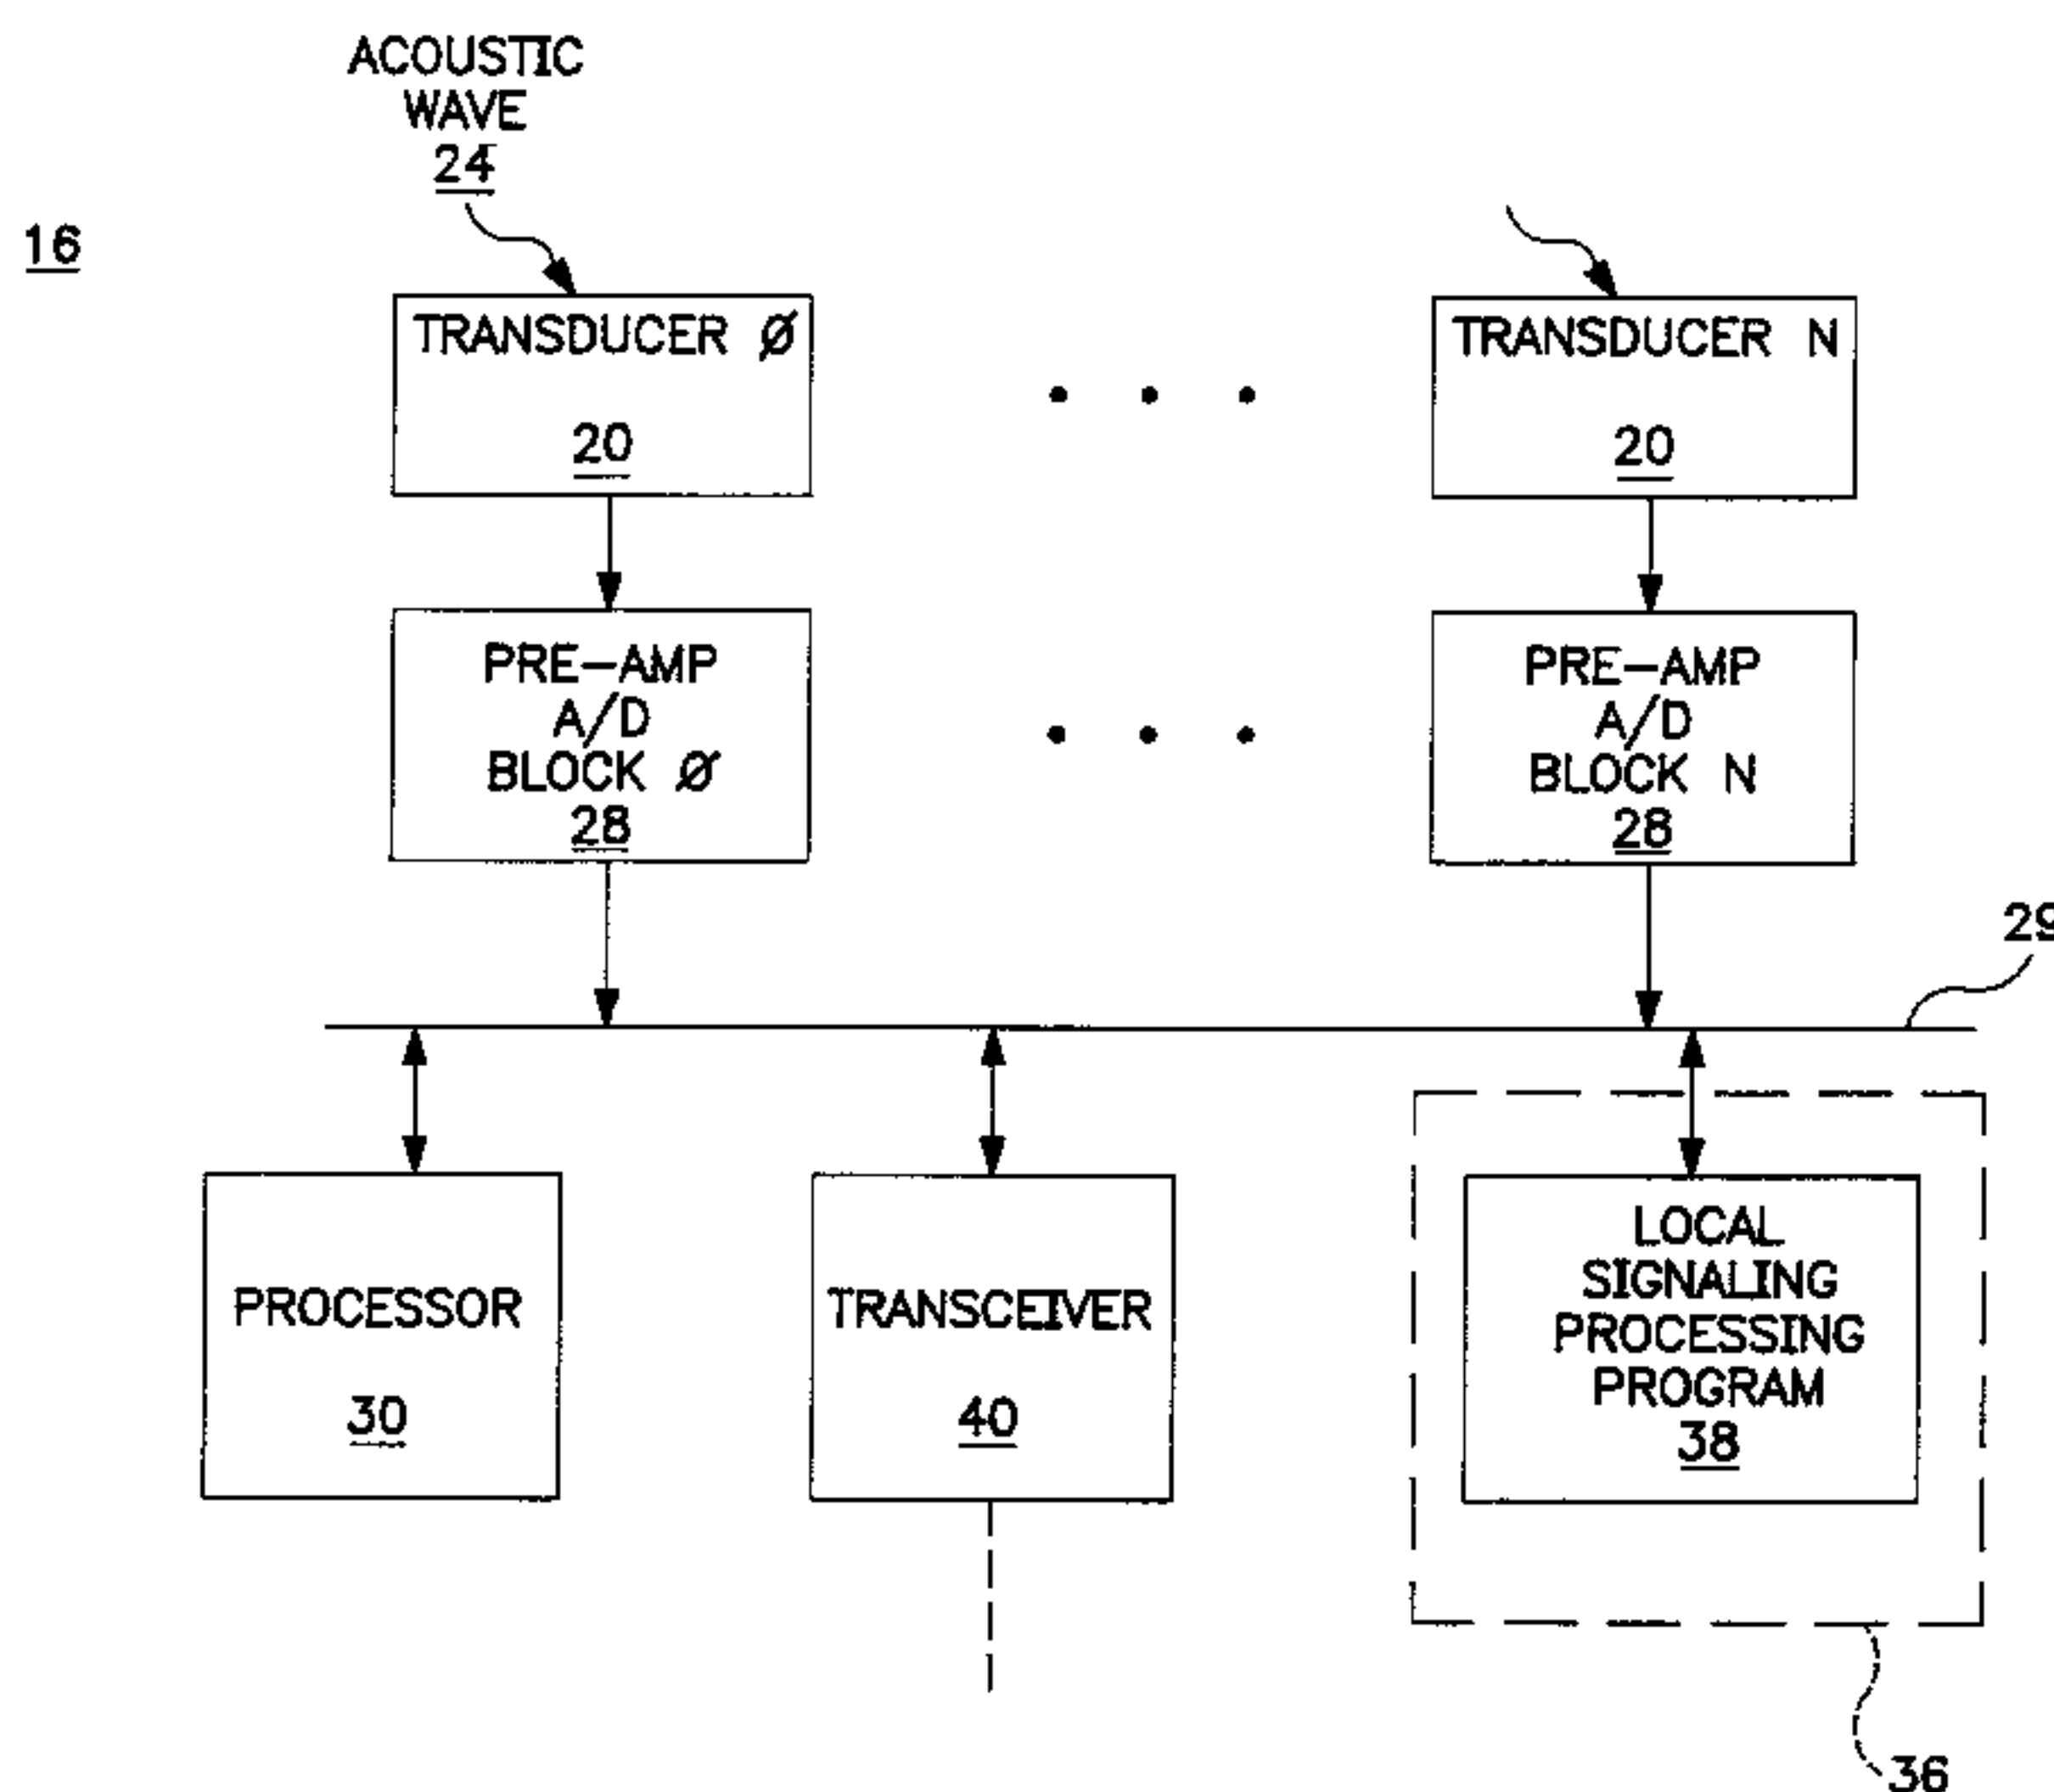 ACOUSTIC
WAVE
24
16
TRANSDUCER Ø
20
TRANSDUCER N
20
PRE-AMP
A/D
BLOCK Ø
28
PRE-AMP
A/D
BLOCK N
28
29
PROCESSOR
30
TRANSCEIVER
40
LOCAL
SIGNALING
PROCESSING
PROGRAM
38
36